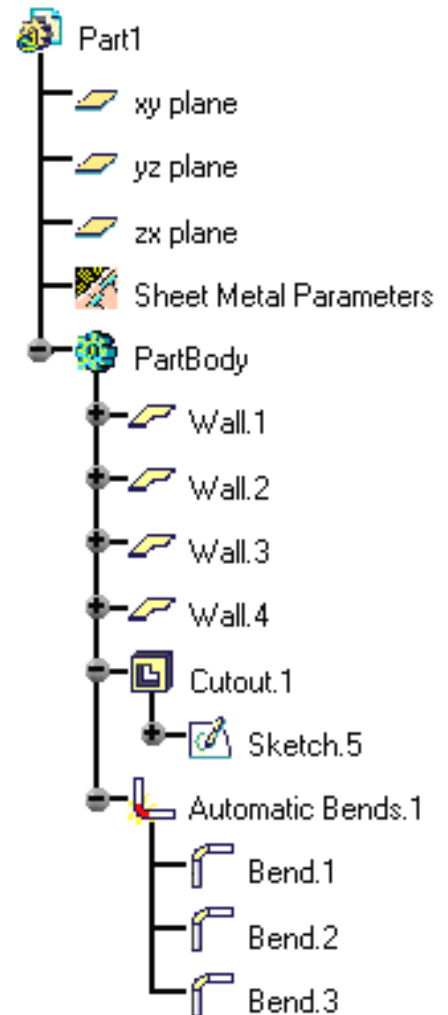 Part1
xy plane
yz plane
zx plane
Sheet Metal Parameters
PartBody
Wall.1
Wall.2
Wall.3
Wall.4
Cutout.1
Sketch.5
Automatic Bends.1
Bend.1
Bend.2
Bend.3